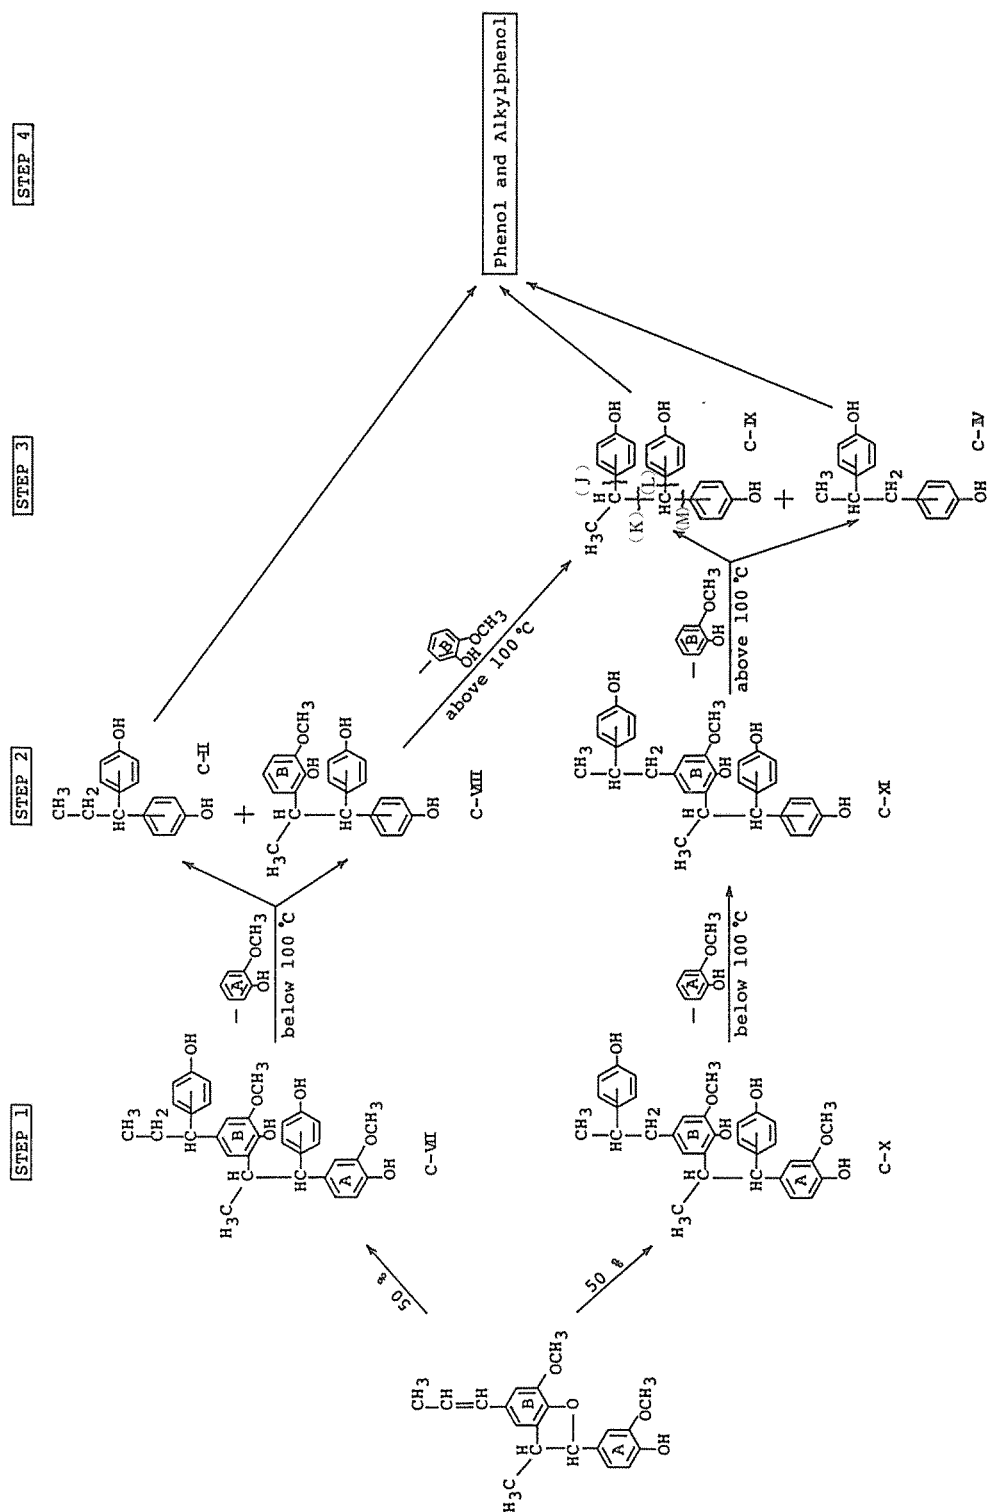 STEP 1
STEP 2
STEP 3
STEP 4
CH3
CH
CH
B
OCH3
O
H
C
H3C
HC
A
OCH3
OH
50 %
50 %
CH3
CH2
HC
OH
B
OCH3
OH
H
C
H3C
HC
OH
A
OCH3
OH
C-VII
− A OCH3
OH
below 100 °C
CH3
CH2
HC
OH
OH
C-II
+
B
OCH3
OH
H
C
H3C
HC
OH
OH
C-VIII
− B OCH3
OH
above 100 °C
H3C
H
C
(J)
OH
(K)
(L)
HC
OH
(M)
OH
C-IX
+
CH3
HC
OH
CH2
OH
C-IV
Phenol and Alkylphenol
CH3
HC
OH
CH2
B
OCH3
OH
H
C
H3C
HC
OH
A
OCH3
OH
C-X
− A OCH3
OH
below 100 °C
CH3
HC
OH
CH2
B
OCH3
OH
H
C
H3C
HC
OH
OH
C-XI
− B OCH3
OH
above 100 °C